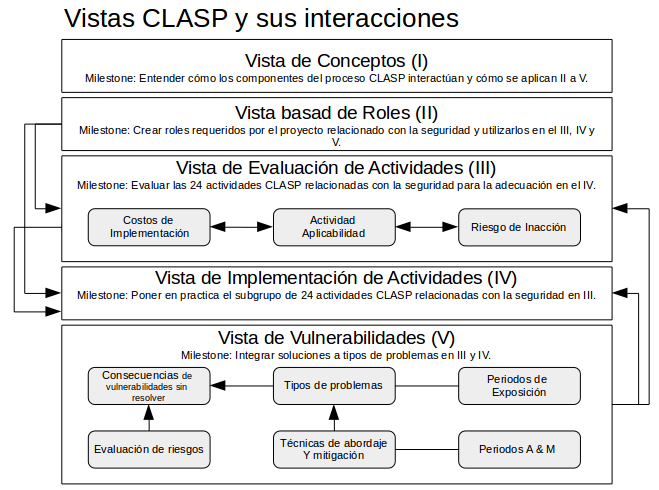 Vistas CLASP y sus interacciones
Vista de Conceptos (I)
Milestone: Entender cómo los componentes del proceso CLASP interactúan y cómo se aplican II a V.
Vista basad de Roles (II)
Milestone: Crear roles requeridos por el proyecto relacionado con la seguridad y utilizarlos en el III, IV y
V.
Vista de Evaluación de Actividades (III)
Milestone: Evaluar las 24 actividades CLASP relacionadas con la seguridad para la adecuación en el IV.
Costos de
Implementación
Actividad
Aplicabilidad
Riesgo de Inacción
Vista de Implementación de Actividades (IV)
Milestone: Poner en practica el subgrupo de 24 actividades CLASP relacionadas con la seguridad en III.
Vista de Vulnerabilidades (V)
Milestone: Integrar soluciones a tipos de problemas en III y IV.
Consecuencias de
vulnerabilidades sin
resolver
Tipos de problemas
Periodos de
Exposición
Evaluación de riesgos
Técnicas de abordaje
Y mitigación
Periodos A & M